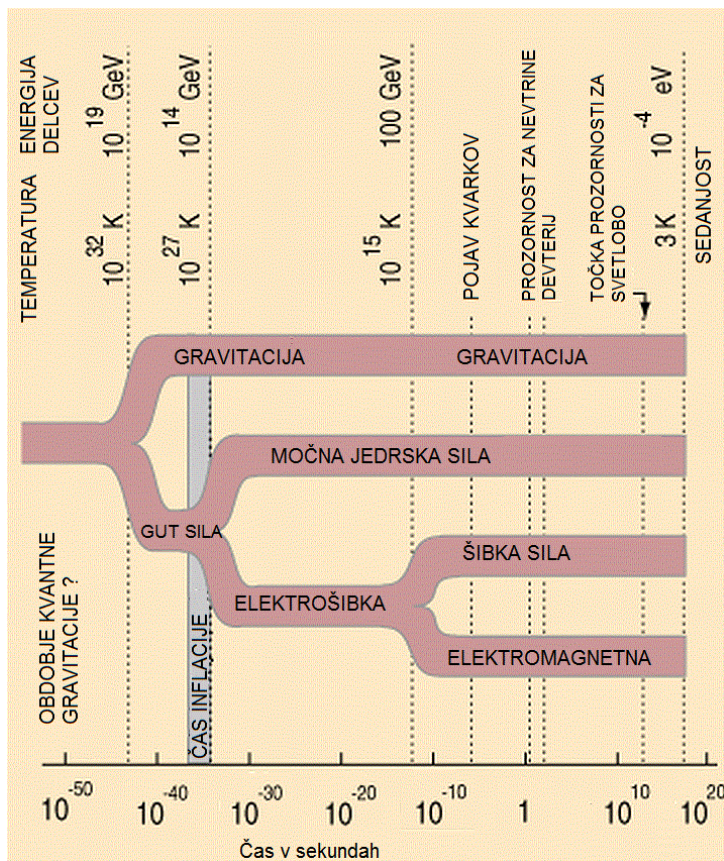 ENERGIJA
DELCEV
10^19 GeV
10^14 GeV
100 GeV
10^-4 eV
TEMPERATURA
10^32 K
10^27 K
10^15 K
3 K
POJAV KVARKOV
PROZORNOST ZA NEVTRINE
DEVTERIJ
TOČKA PROZORNOSTI ZA
SVETLOBO
SEDANJOST
GRAVITACIJA
GRAVITACIJA
MOČNA JEDRSKA SILA
GUT SILA
ŠIBKA SILA
ELEKTROŠIBKA
ELEKTROMAGNETNA
OBDOBJE KVANTNE
GRAVITACIJE ?
ČAS INFLACIJE
10^-50 10^-40 10^-30 10^-20 10^-10 1 10^10 10^20
Čas v sekundah